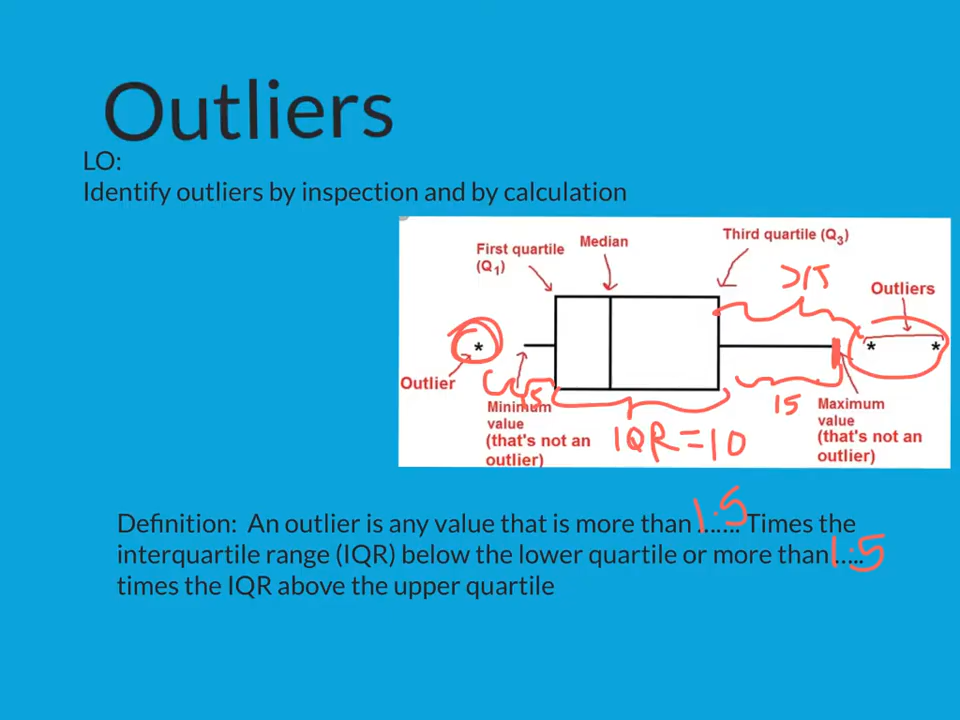 Outliers
LO:
Identify outliers by inspection and by calculation
First quartile
(Q1)
Median
Third quartile (Q3)
>15
Outliers
*
*
*
Outlier
15
15
Minimum
value
(that's not an
outlier)
IQR = 10
Maximum
value
(that's not an
outlier)
Definition: An outlier is any value that is more than 1.5 ....... Times the
interquartile range (IQR) below the lower quartile or more than 1.5 .....
times the IQR above the upper quartile